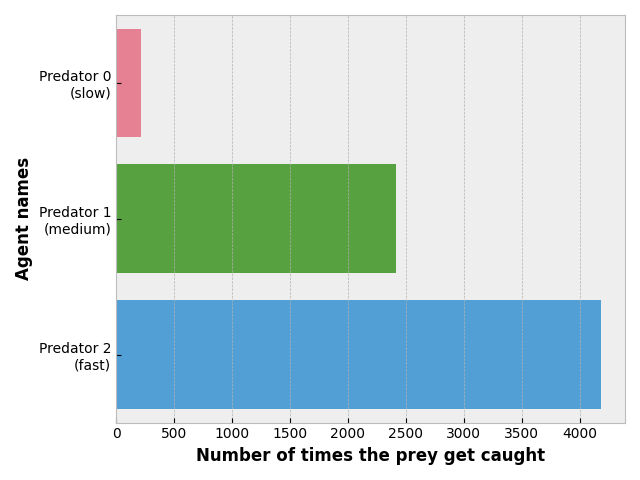 Predator 0
(slow)
Predator 1
(medium)
Predator 2
(fast)
Agent names
0 500 1000 1500 2000 2500 3000 3500 4000
Number of times the prey get caught